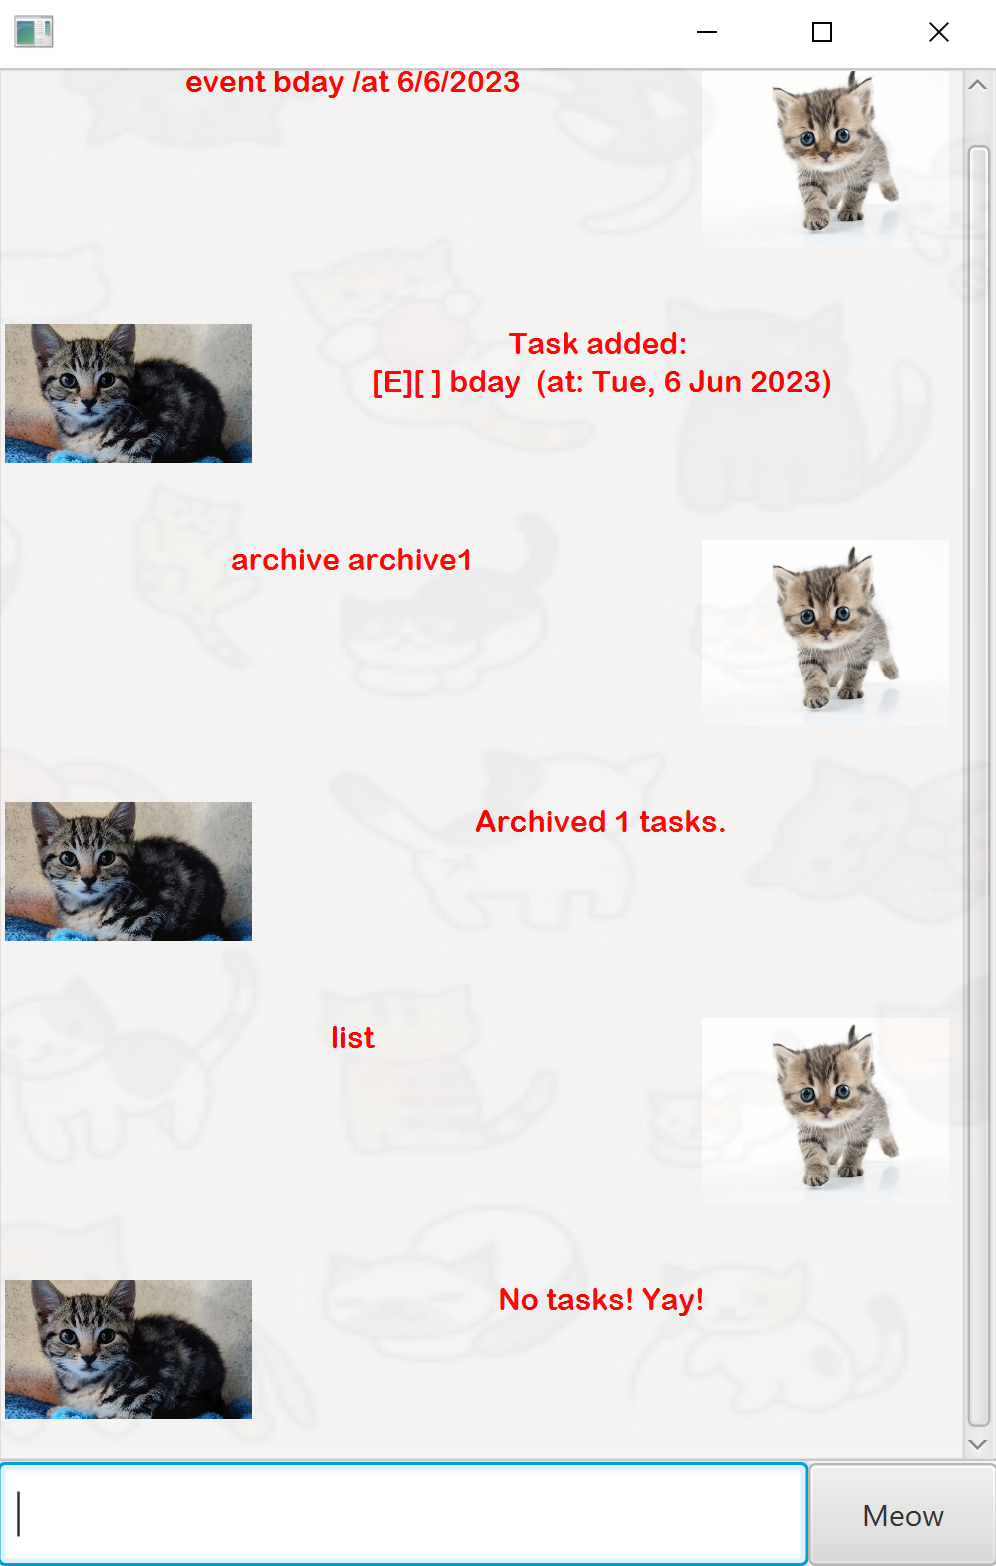 event bday /at 6/6/2023
Task added:
[E][ ] bday  (at: Tue, 6 Jun 2023)
archive archive1
Archived 1 tasks.
list
No tasks! Yay!
Meow